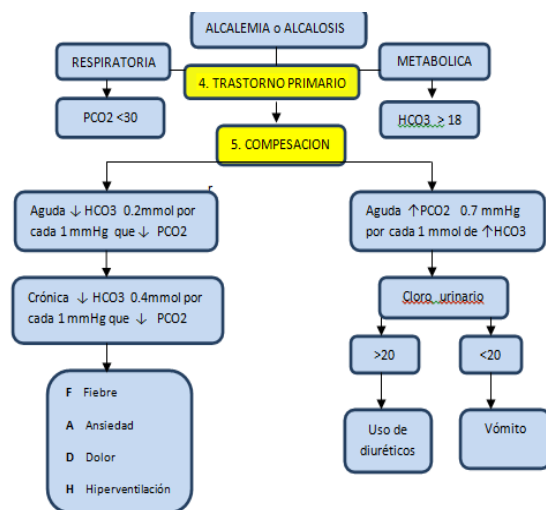 ALCALEMIA o ALCALOSIS
RESPIRATORIA
METABOLICA
4. TRASTORNO PRIMARIO
PCO2 <30
HCO3 > 18
5. COMPESACION
Aguda ↓ HCO3 0.2mmol por
cada 1 mmHg que ↓ PCO2
Aguda ↑PCO2 0.7 mmHg
por cada 1 mmol de ↑HCO3
Crónica ↓ HCO3 0.4mmol por
cada 1 mmHg que ↓ PCO2
Cloro urinario
>20
<20
F Fiebre
A Ansiedad
D Dolor
H Hiperventilación
Uso de
diuréticos
Vómito